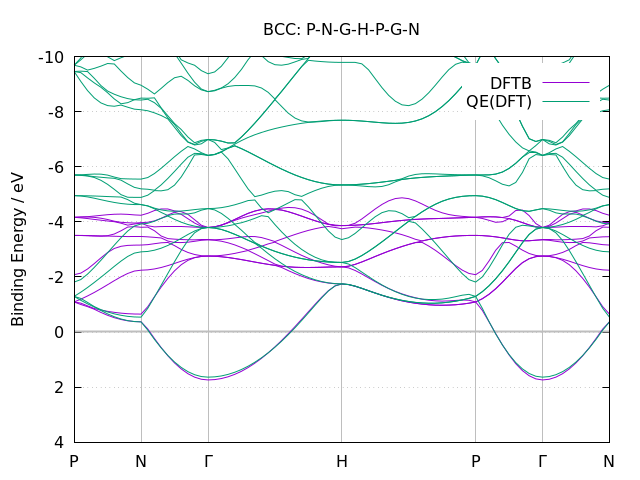 BCC: P-N-G-H-P-G-N
-10
-8
-6
-4
-2
0
2
4
Binding Energy / eV
DFTB
QE(DFT)
P N Γ H P Γ N